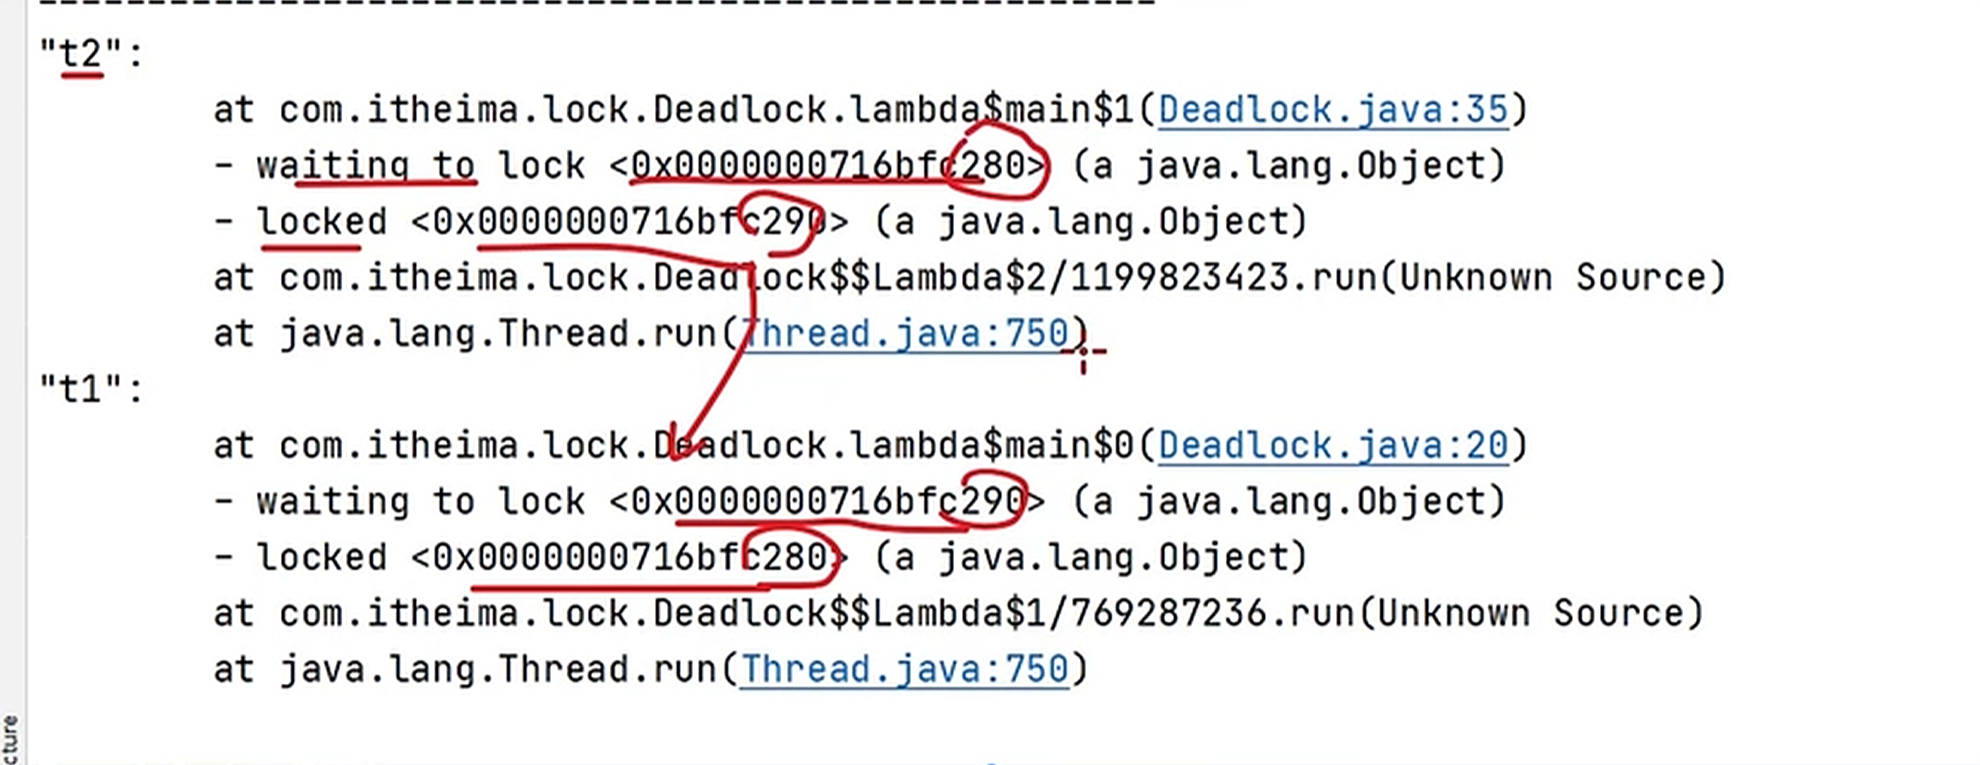 "t2":
at com.itheima.lock.Deadlock.lambda$main$1(Deadlock.java:35)
- waiting to lock <0x0000000716bfc280> (a java.lang.Object)
- locked <0x0000000716bfc290> (a java.lang.Object)
at com.itheima.lock.Deadlock$$Lambda$2/1199823423.run(Unknown Source)
at java.lang.Thread.run(Thread.java:750)
"t1":
at com.itheima.lock.Deadlock.lambda$main$0(Deadlock.java:20)
- waiting to lock <0x0000000716bfc290> (a java.lang.Object)
- locked <0x0000000716bfc280> (a java.lang.Object)
at com.itheima.lock.Deadlock$$Lambda$1/769287236.run(Unknown Source)
at java.lang.Thread.run(Thread.java:750)
cture